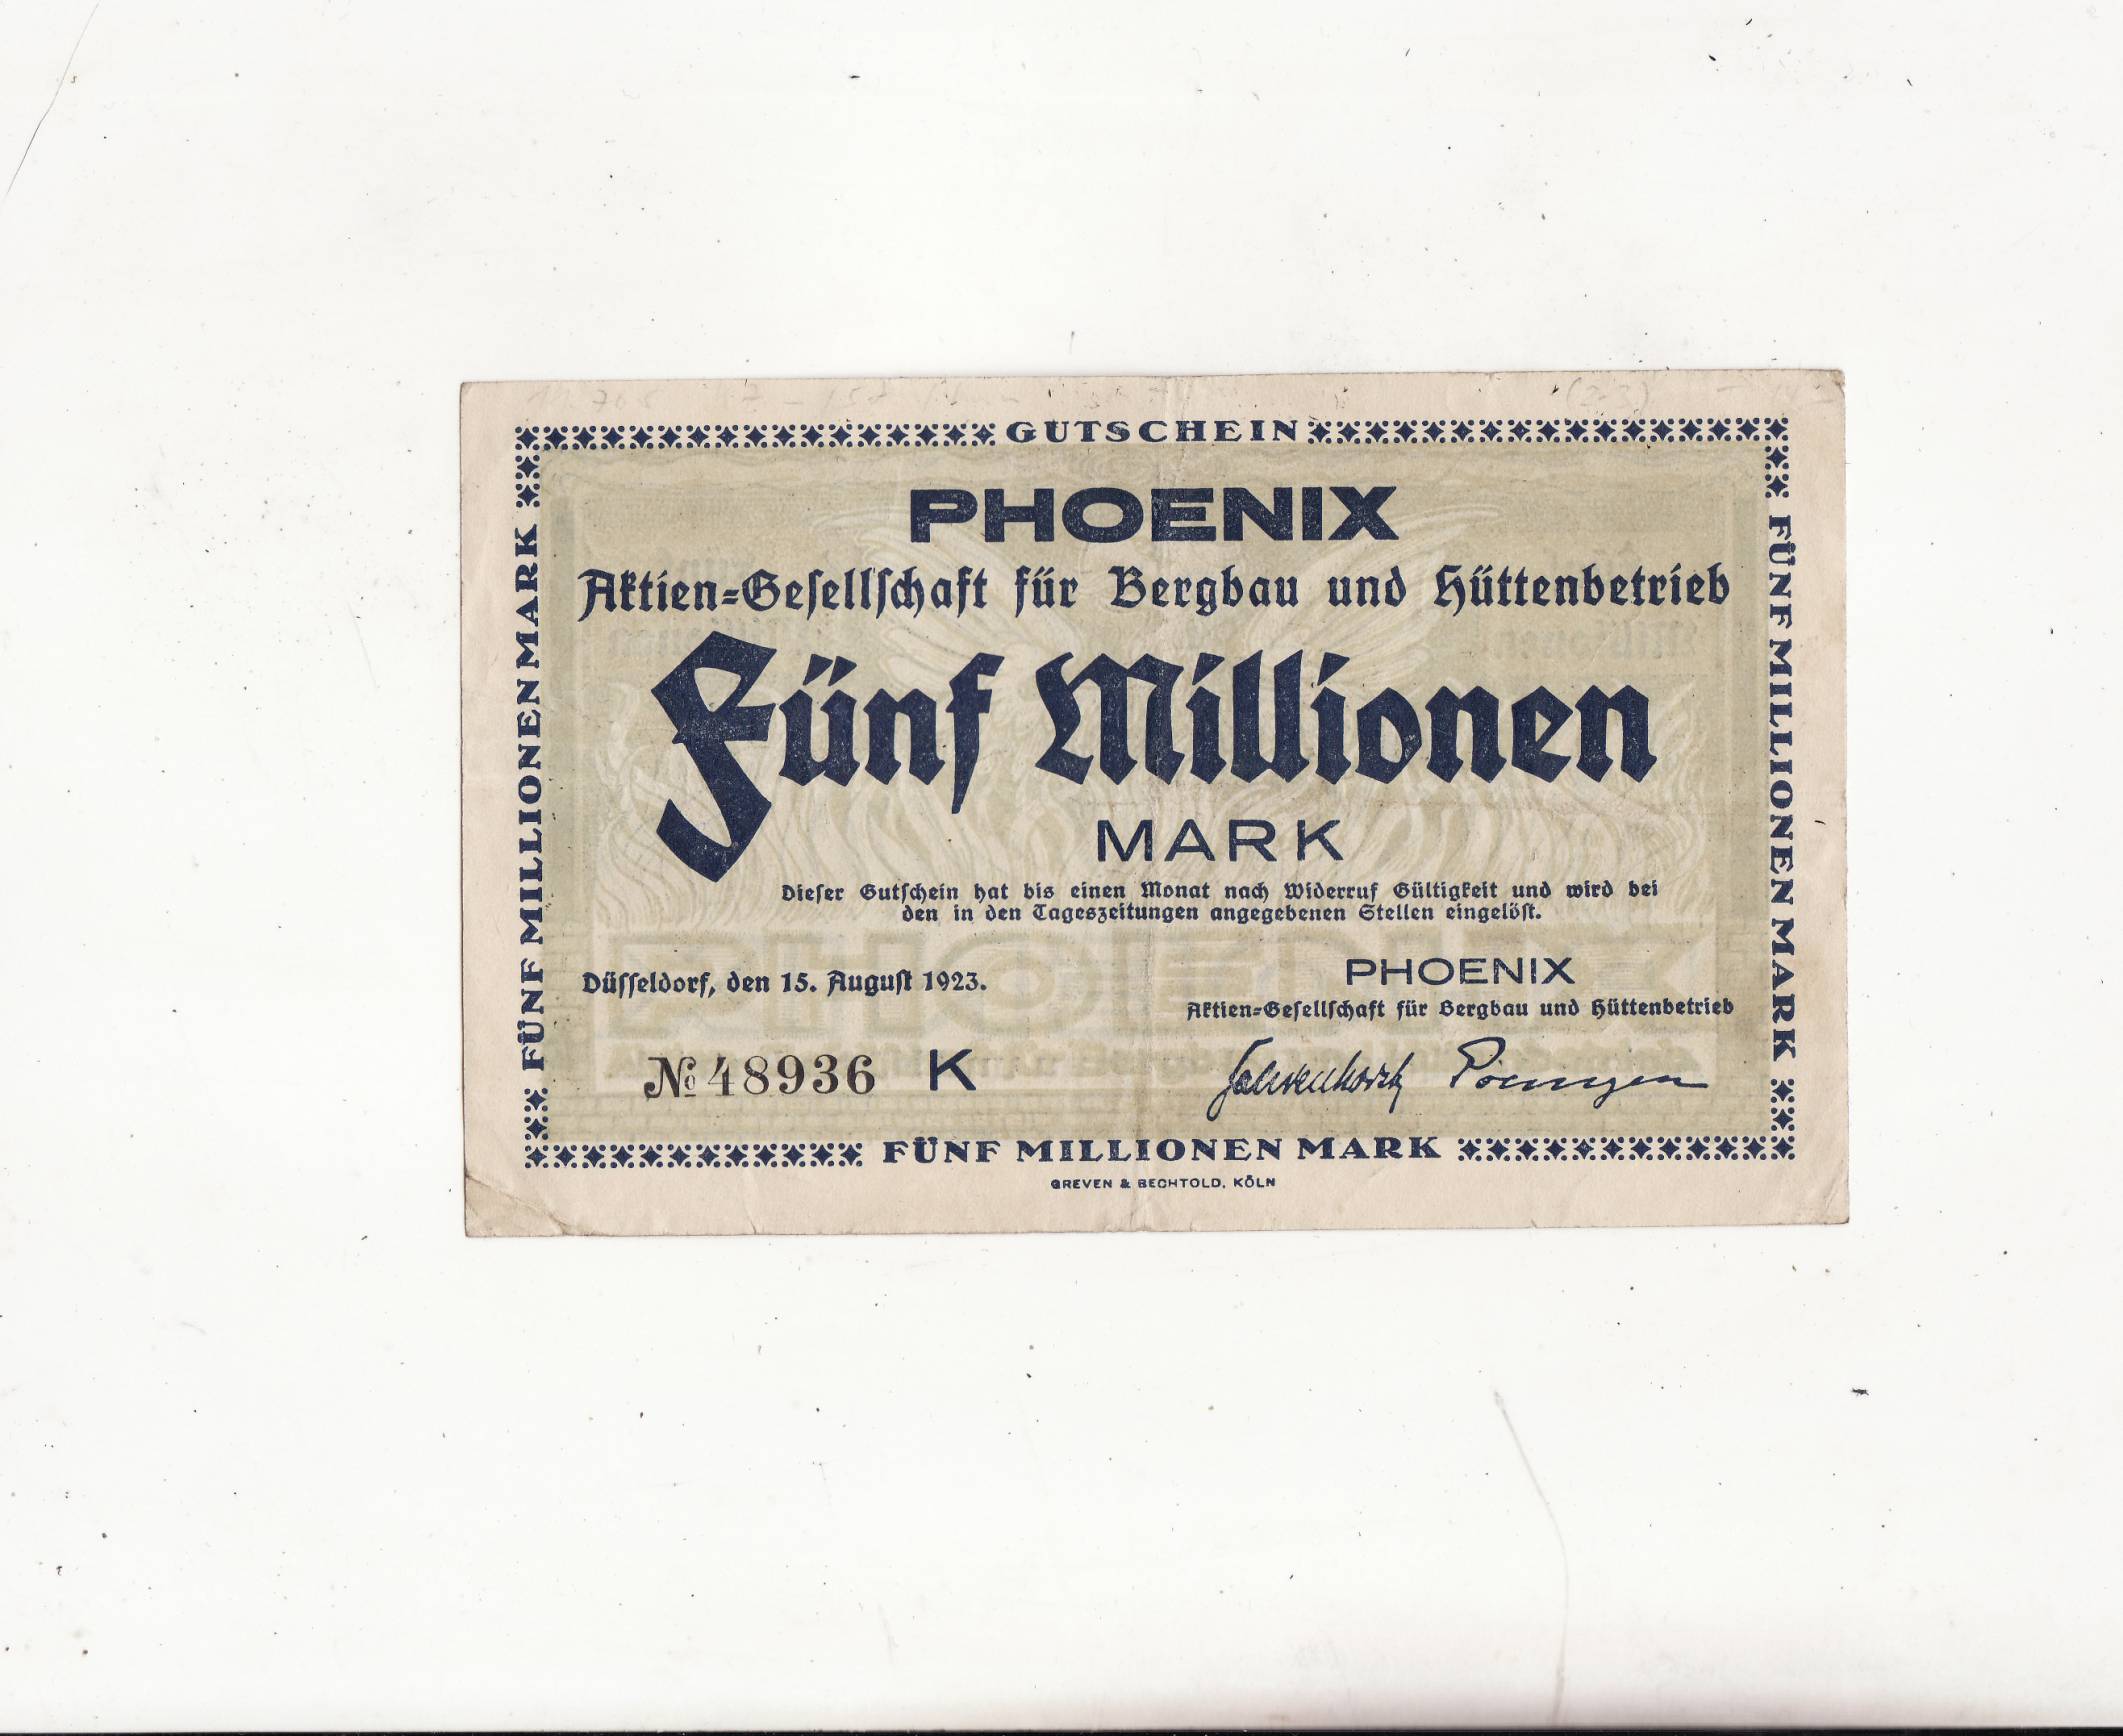 GUTSCHEIN
PHOENIX
Aktien=Gesellschaft für Bergbau und Hüttenbetrieb
Fünf Millionen
MARK
Dieser Gutschein hat bis einen Monat nach Widerruf Gültigkeit und wird bei
den in den Tageszeitungen angegebenen Stellen eingelöst.
Düsseldorf, den 15. August 1923.
PHOENIX
Aktien=Gesellschaft für Bergbau und Hüttenbetrieb
№ 48936 K
FÜNF MILLIONEN MARK
FÜNF MILLIONEN MARK
FÜNF MILLIONEN MARK
GREVEN & BECHTOLD, KÖLN